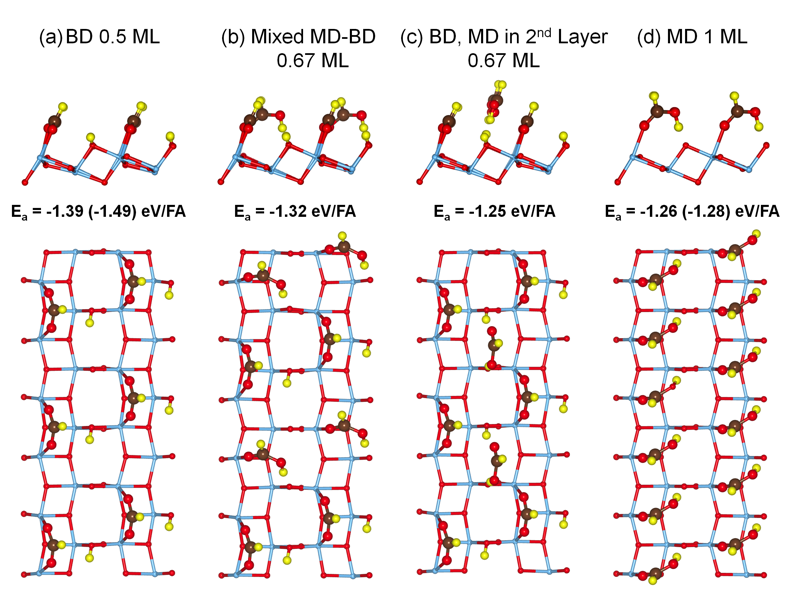 (a) BD 0.5 ML
(b) Mixed MD-BD
0.67 ML
(c) BD, MD in 2nd Layer
0.67 ML
(d) MD 1 ML
Ea = -1.39 (-1.49) eV/FA
Ea = -1.32 eV/FA
Ea = -1.25 eV/FA
Ea = -1.26 (-1.28) eV/FA